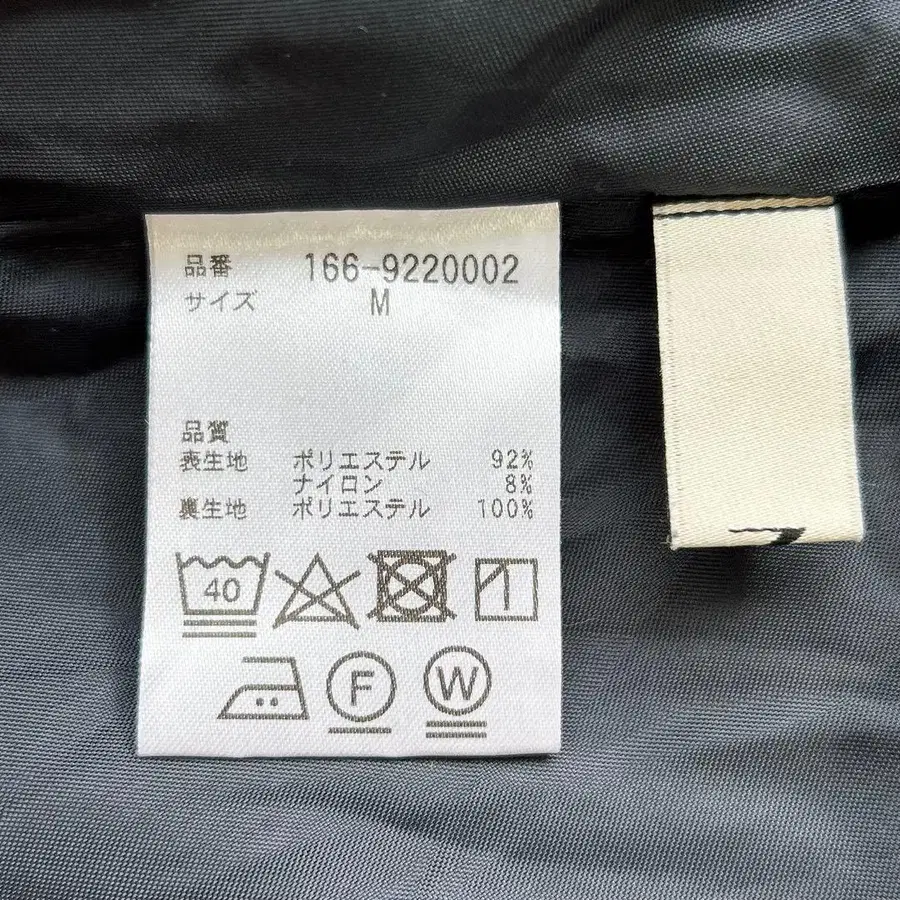 品番 166-9220002
サイズ M
品質
表生地 ポリエステル 92%
ナイロン 8%
裏生地 ポリエステル 100%
40
F W